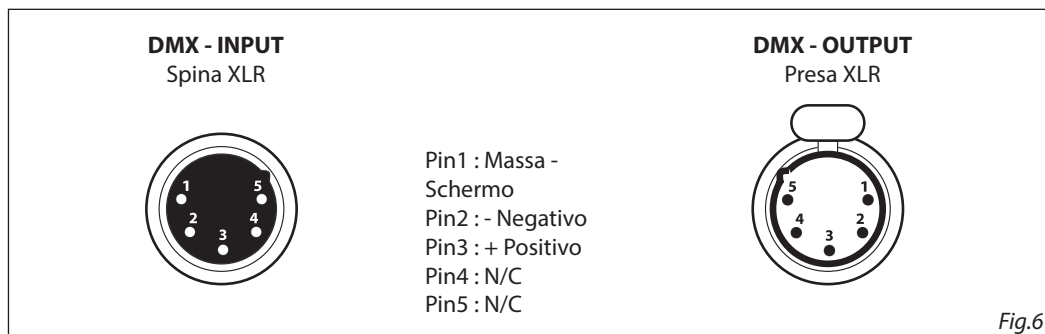 DMX - INPUT
Spina XLR
1
5
2
4
3
Pin1 : Massa -
Schermo
Pin2 : - Negativo
Pin3 : + Positivo
Pin4 : N/C
Pin5 : N/C
DMX - OUTPUT
Presa XLR
5
1
4
2
3
Fig.6